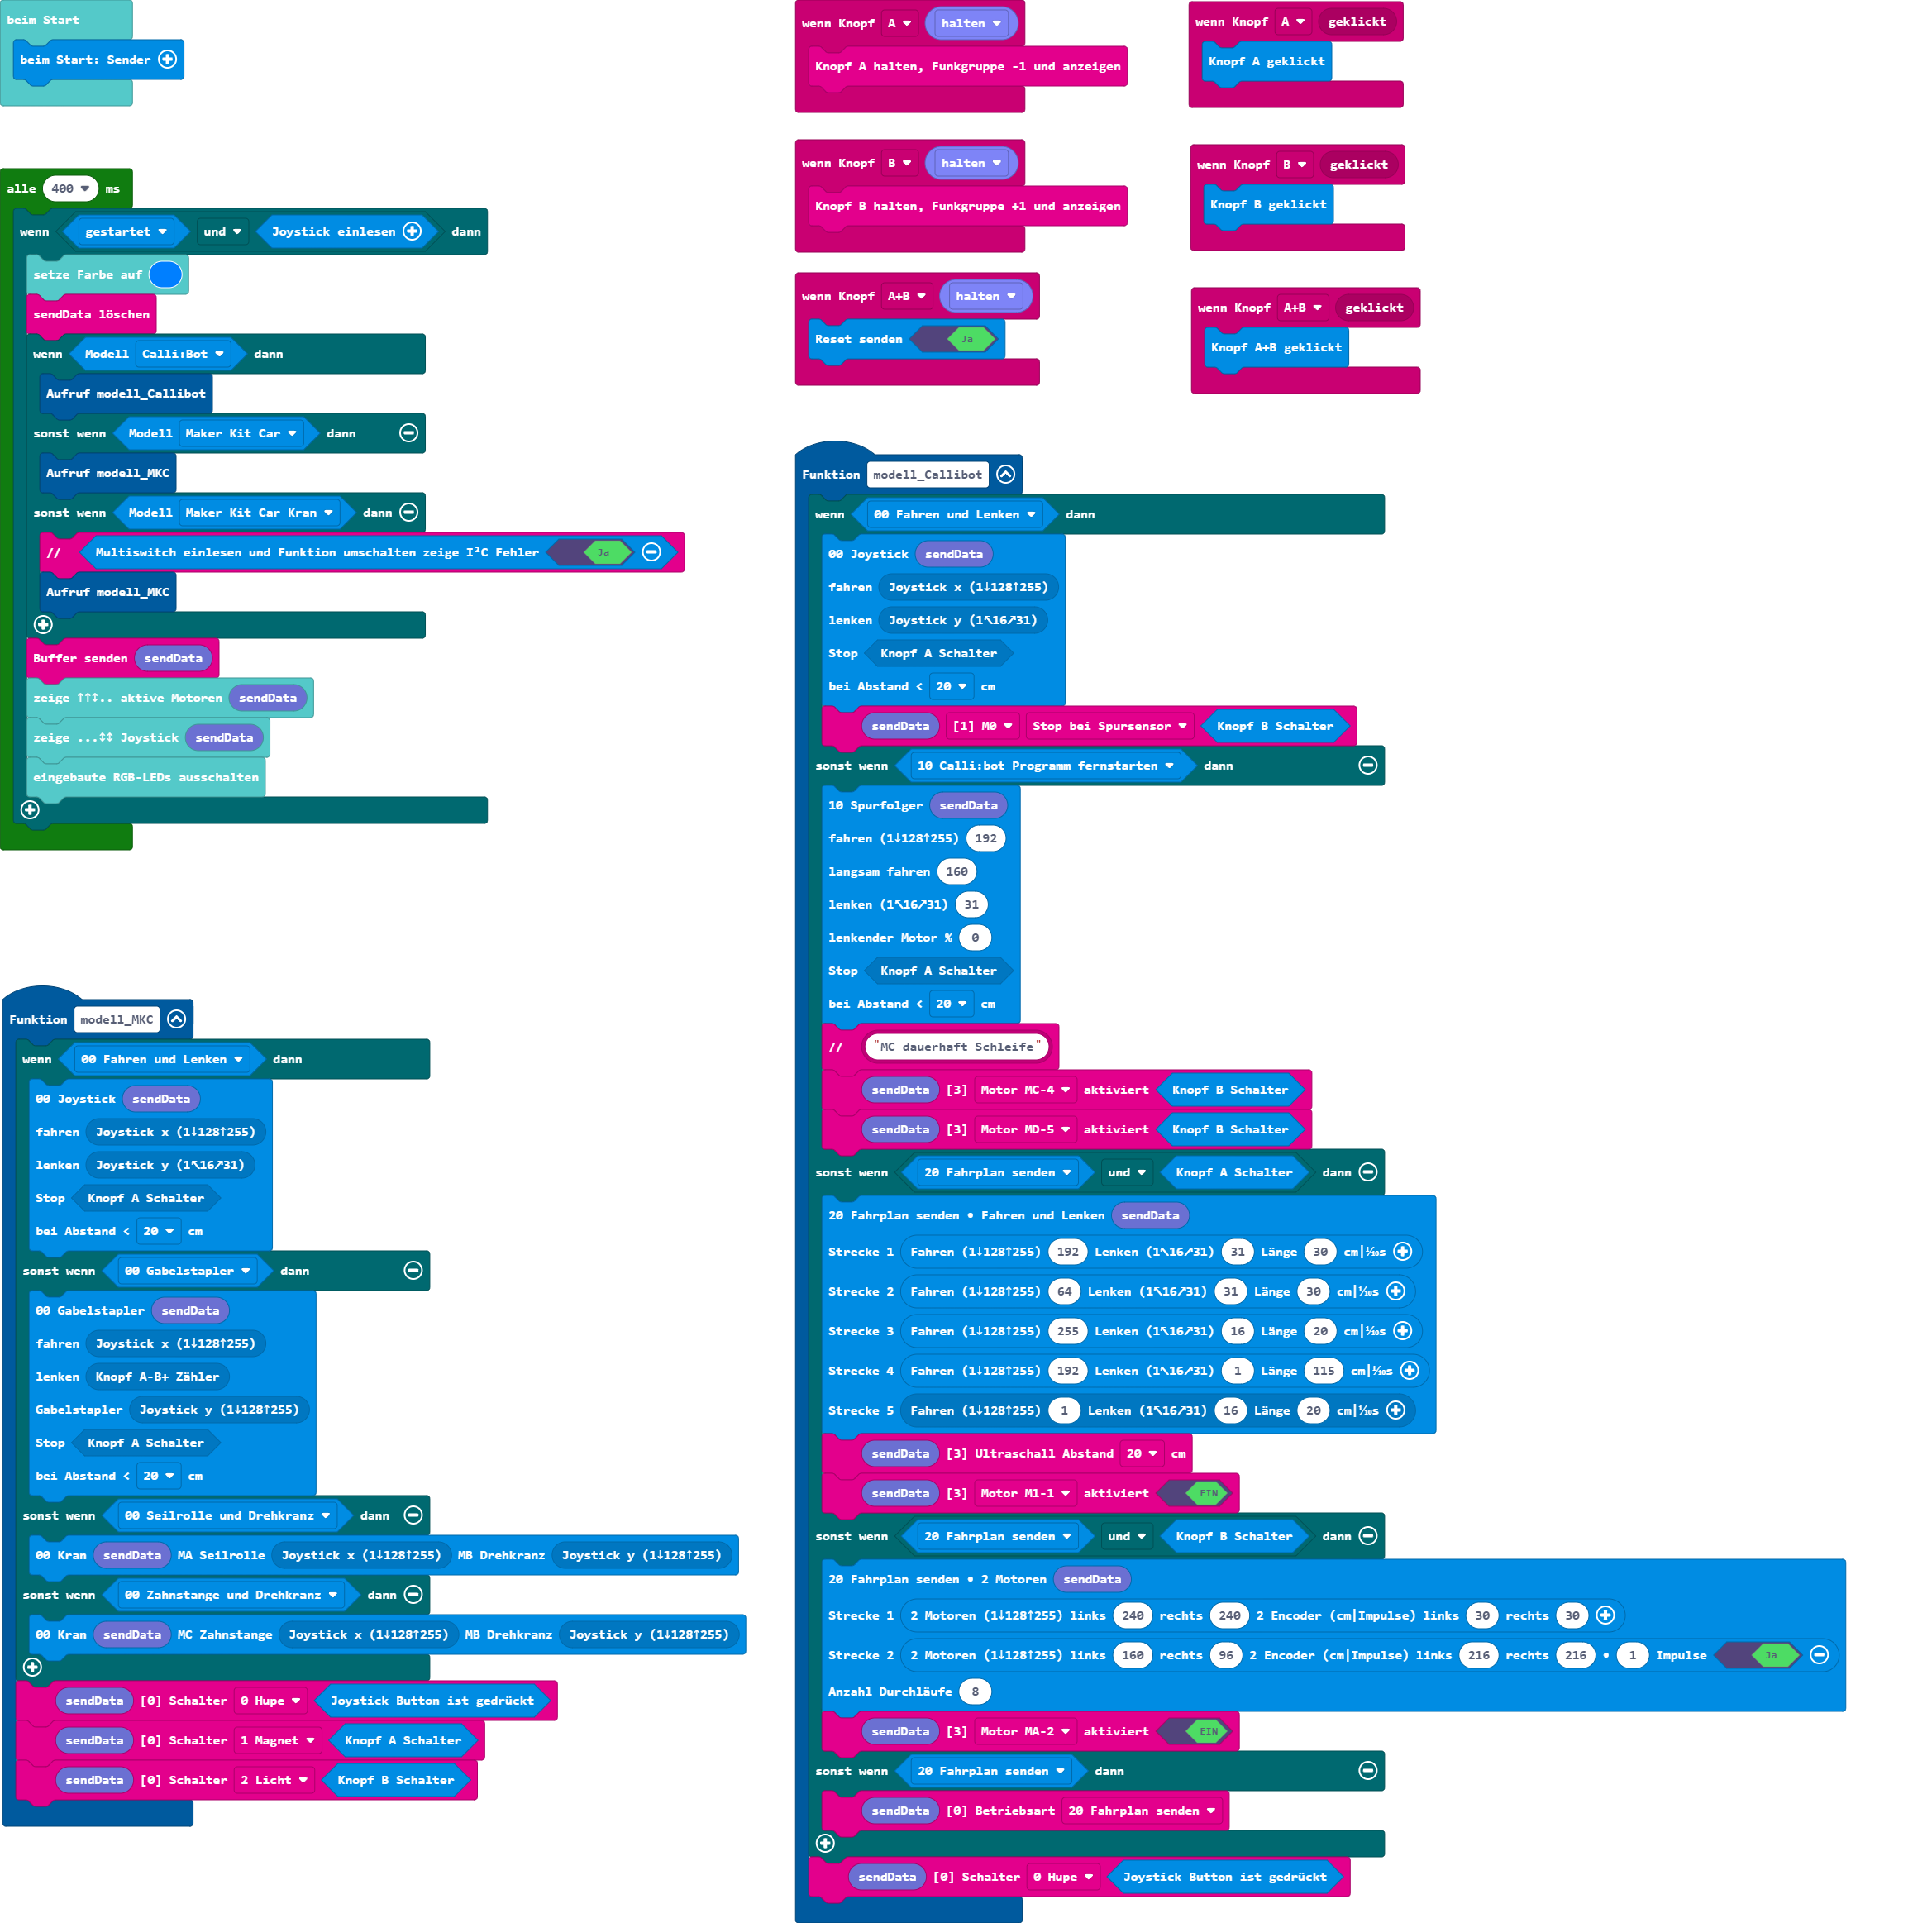 beim Start
beim Start: Sender
alle 400 ms
wenn gestartet und Joystick einlesen dann
setze Farbe auf
sendData löschen
wenn Modell Calli:Bot dann
Aufruf modell_Callibot
sonst wenn Modell Maker Kit Car dann
Aufruf modell_MKC
sonst wenn Modell Maker Kit Car Kran dann
// Multiswitch einlesen und Funktion umschalten zeige I²C Fehler Ja
Aufruf modell_MKC
Buffer senden sendData
zeige ↑↑↕.. aktive Motoren sendData
zeige ...↕↕ Joystick sendData
eingebaute RGB-LEDs ausschalten
Funktion modell_MKC
wenn 00 Fahren und Lenken dann
00 Joystick sendData
fahren Joystick x (1↓128↑255)
lenken Joystick y (1↖16↗31)
Stop Knopf A Schalter
bei Abstand < 20 cm
sonst wenn 00 Gabelstapler dann
00 Gabelstapler sendData
fahren Joystick x (1↓128↑255)
lenken Knopf A-B+ Zähler
Gabelstapler Joystick y (1↓128↑255)
Stop Knopf A Schalter
bei Abstand < 20 cm
sonst wenn 00 Seilrolle und Drehkranz dann
00 Kran sendData MA Seilrolle Joystick x (1↓128↑255) MB Drehkranz Joystick y (1↓128↑255)
sonst wenn 00 Zahnstange und Drehkranz dann
00 Kran sendData MC Zahnstange Joystick x (1↓128↑255) MB Drehkranz Joystick y (1↓128↑255)
sendData [0] Schalter 0 Hupe Joystick Button ist gedrückt
sendData [0] Schalter 1 Magnet Knopf A Schalter
sendData [0] Schalter 2 Licht Knopf B Schalter
wenn Knopf A halten
Knopf A halten, Funkgruppe -1 und anzeigen
wenn Knopf B halten
Knopf B halten, Funkgruppe +1 und anzeigen
wenn Knopf A+B halten
Reset senden Ja
wenn Knopf A geklickt
Knopf A geklickt
wenn Knopf B geklickt
Knopf B geklickt
wenn Knopf A+B geklickt
Knopf A+B geklickt
Funktion modell_Callibot
wenn 00 Fahren und Lenken dann
00 Joystick sendData
fahren Joystick x (1↓128↑255)
lenken Joystick y (1↖16↗31)
Stop Knopf A Schalter
bei Abstand < 20 cm
sendData [1] M0 Stop bei Spursensor Knopf B Schalter
sonst wenn 10 Calli:bot Programm fernstarten dann
10 Spurfolger sendData
fahren (1↓128↑255) 192
langsam fahren 160
lenken (1↖16↗31) 31
lenkender Motor % 0
Stop Knopf A Schalter
bei Abstand < 20 cm
// "MC dauerhaft Schleife"
sendData [3] Motor MC-4 aktiviert Knopf B Schalter
sendData [3] Motor MD-5 aktiviert Knopf B Schalter
sonst wenn 20 Fahrplan senden und Knopf A Schalter dann
20 Fahrplan senden • Fahren und Lenken sendData
Strecke 1 Fahren (1↓128↑255) 192 Lenken (1↖16↗31) 31 Länge 30 cm|⅒s
Strecke 2 Fahren (1↓128↑255) 64 Lenken (1↖16↗31) 31 Länge 30 cm|⅒s
Strecke 3 Fahren (1↓128↑255) 255 Lenken (1↖16↗31) 16 Länge 20 cm|⅒s
Strecke 4 Fahren (1↓128↑255) 192 Lenken (1↖16↗31) 1 Länge 115 cm|⅒s
Strecke 5 Fahren (1↓128↑255) 1 Lenken (1↖16↗31) 16 Länge 20 cm|⅒s
sendData [3] Ultraschall Abstand 20 cm
sendData [3] Motor M1-1 aktiviert EIN
sonst wenn 20 Fahrplan senden und Knopf B Schalter dann
20 Fahrplan senden • 2 Motoren sendData
Strecke 1 2 Motoren (1↓128↑255) links 240 rechts 240 2 Encoder (cm|Impulse) links 30 rechts 30
Strecke 2 2 Motoren (1↓128↑255) links 160 rechts 96 2 Encoder (cm|Impulse) links 216 rechts 216 • 1 Impulse Ja
Anzahl Durchläufe 8
sendData [3] Motor MA-2 aktiviert EIN
sonst wenn 20 Fahrplan senden dann
sendData [0] Betriebsart 20 Fahrplan senden
sendData [0] Schalter 0 Hupe Joystick Button ist gedrückt